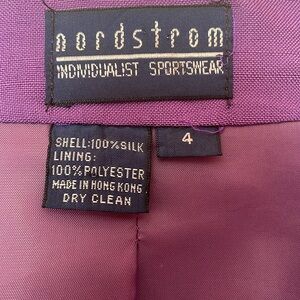 nordstrom
INDIVIDUALIST SPORTSWEAR
4
SHELL:100%SILK
LINING:
100%POLYESTER
MADE IN HONG KONG
DRY CLEAN